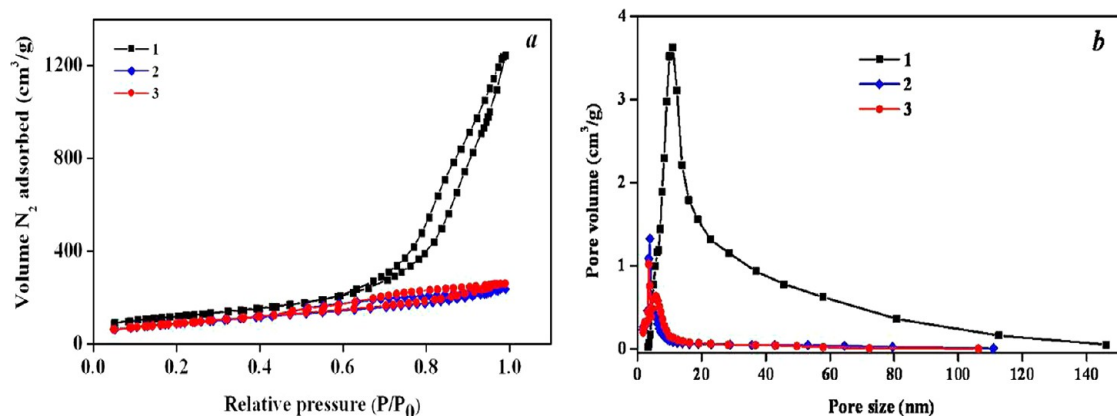 a
1
2
3
Volume N₂ adsorbed (cm³/g)
1200
800
400
0
0.0 0.2 0.4 0.6 0.8 1.0
Relative pressure (P/P₀)
b
1
2
3
Pore volume (cm³/g)
4
3
2
1
0
0 20 40 60 80 100 120 140
Pore size (nm)